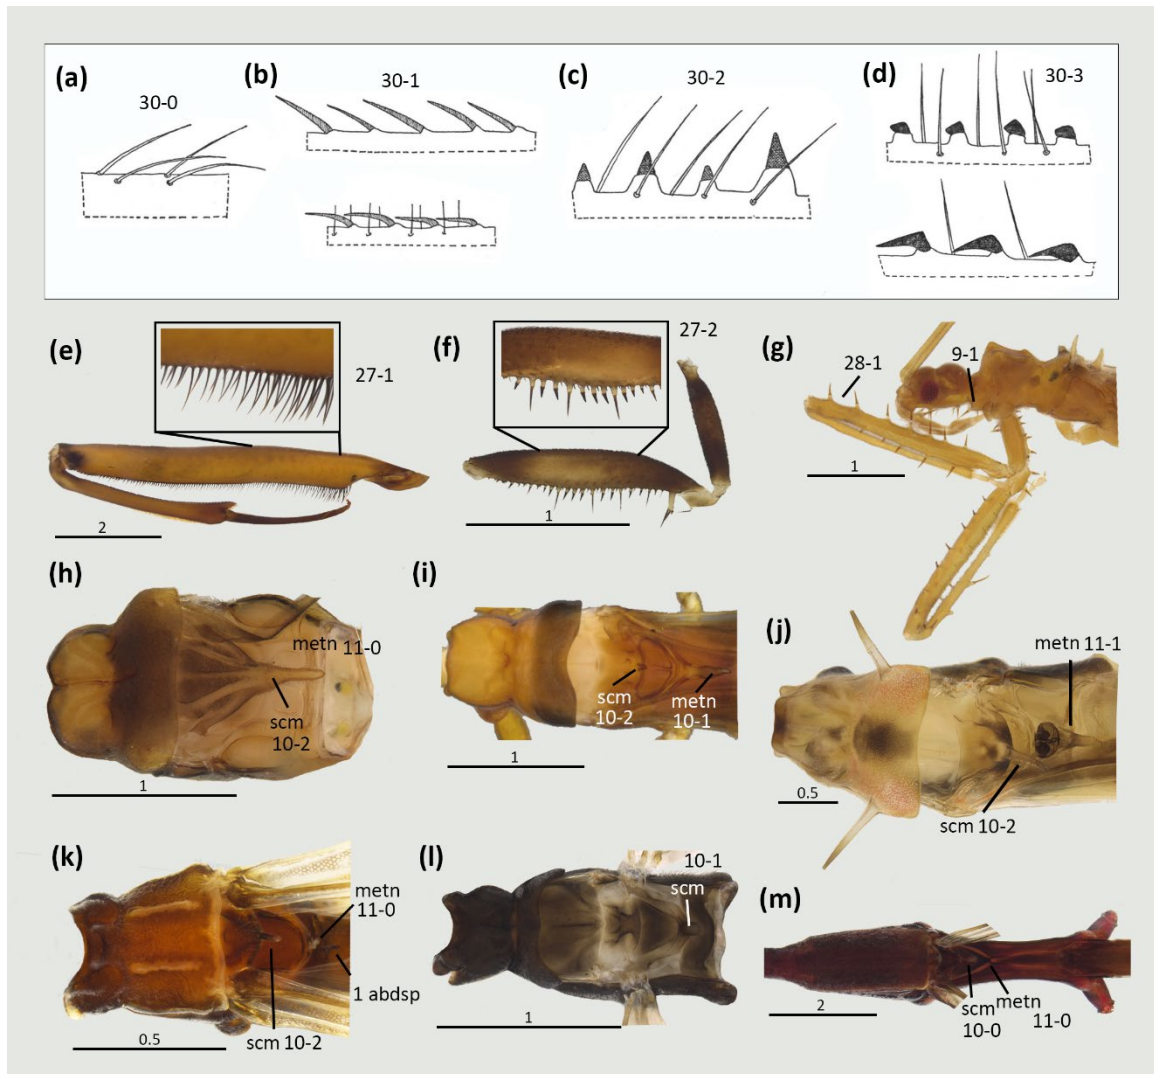 (a)
30-0
(b)
30-1
(c)
30-2
(d)
30-3
(e)
27-1
2
(f)
27-2
1
(g)
28-1
9-1
1
(h)
metn
11-0
scm
10-2
1
(i)
scm
10-2
metn
10-1
1
(j)
metn 11-1
scm 10-2
0.5
(k)
metn
11-0
1 abdsp
scm 10-2
0.5
(l)
10-1
scm
1
(m)
scm
10-0
metn
11-0
2